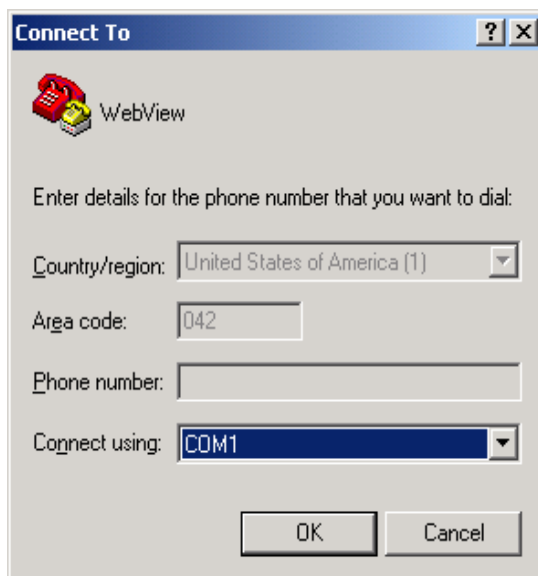 Connect To
WebView
Enter details for the phone number that you want to dial:
Country/region: United States of America (1)
Area code: 042
Phone number:
Connect using: COM1
OK Cancel